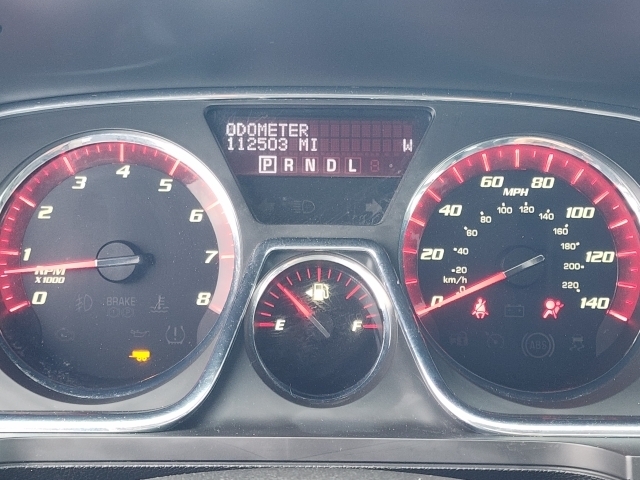 ODOMETER
112503 MI W
P R N D L
0 1 2 3 4 5 6 7 8
RPM
X1000
BRAKE
E F
0 20 40 60 80 100 120 140
MPH
0 20 40 60 80 100 120 140 160 180 200 220
km/h
ABS